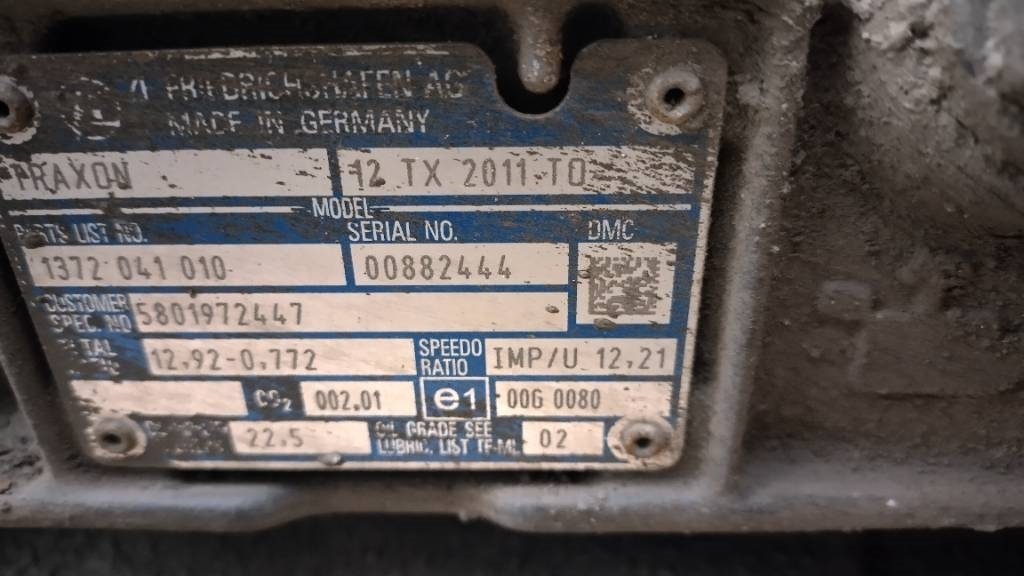 FRIEDRICHSHAFEN AG
MADE IN GERMANY
TRAXON 12 TX 2011 TO
MODEL
PARTS LIST NO. SERIAL NO. DMC
1372 041 010 00882444
CUSTOMER
SPEC. NO 5801972447
12.92-0.772 SPEEDO
RATIO IMP/U 12.21
CO2 002.01 e1 006 0080
22.5 OIL GRADE SEE
LUBRIC. LIST TE-ML 02